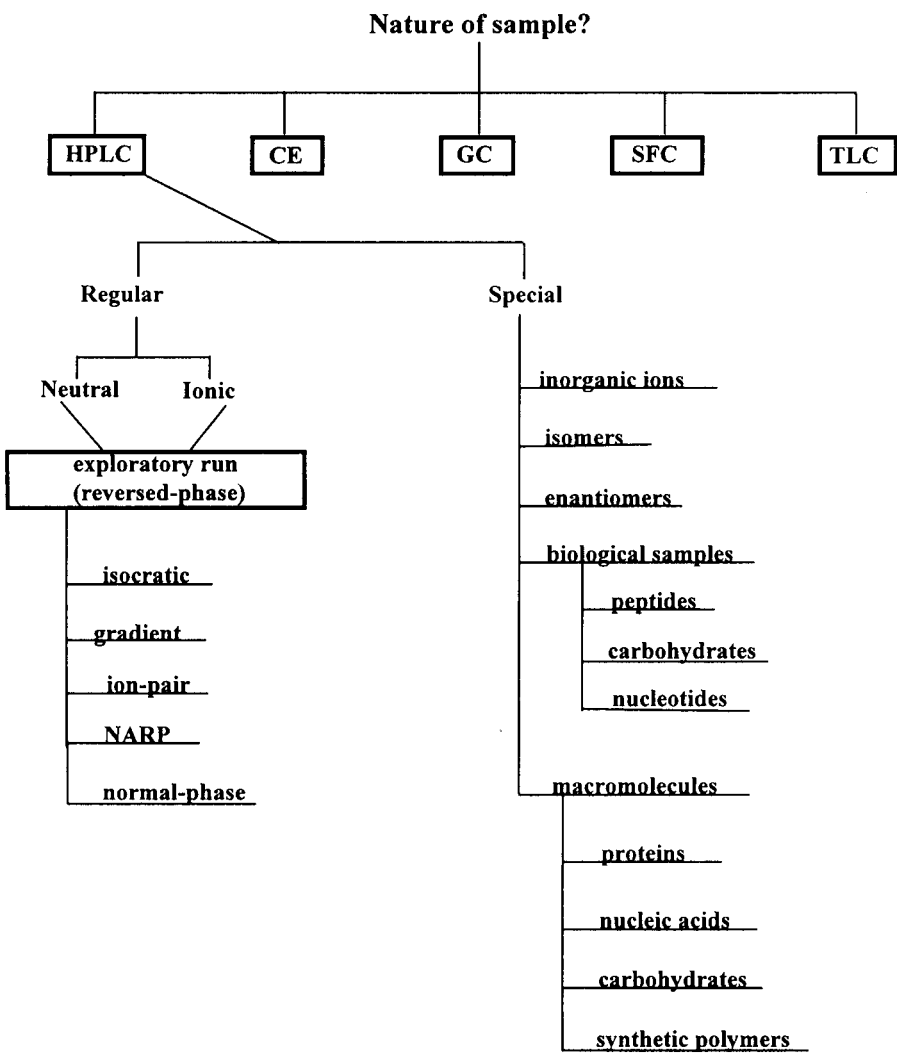 Nature of sample?
HPLC
CE
GC
SFC
TLC
Regular
Special
Neutral
Ionic
exploratory run
(reversed-phase)
isocratic
gradient
ion-pair
NARP
normal-phase
inorganic ions
isomers
enantiomers
biological samples
peptides
carbohydrates
nucleotides
macromolecules
proteins
nucleic acids
carbohydrates
synthetic polymers